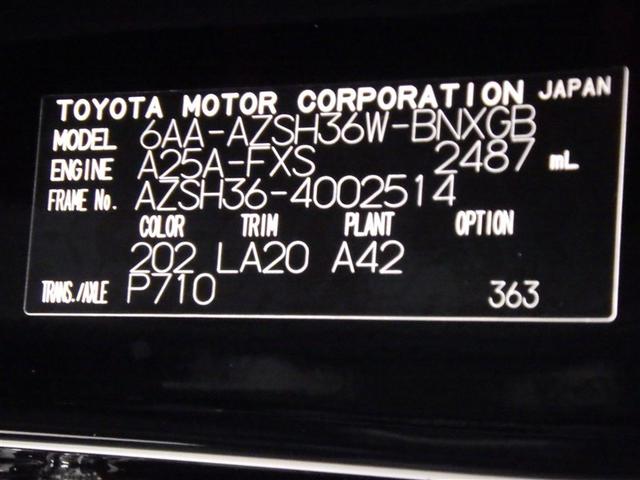 TOYOTA MOTOR CORPORATION JAPAN
MODEL 6AA-AZSH36W-BNXGB
ENGINE A25A-FXS 2487 mL
FRAME No. AZSH36-4002514
COLOR TRIM PLANT OPTION
202 LA20 A42
TRANS./AXLE P710 363